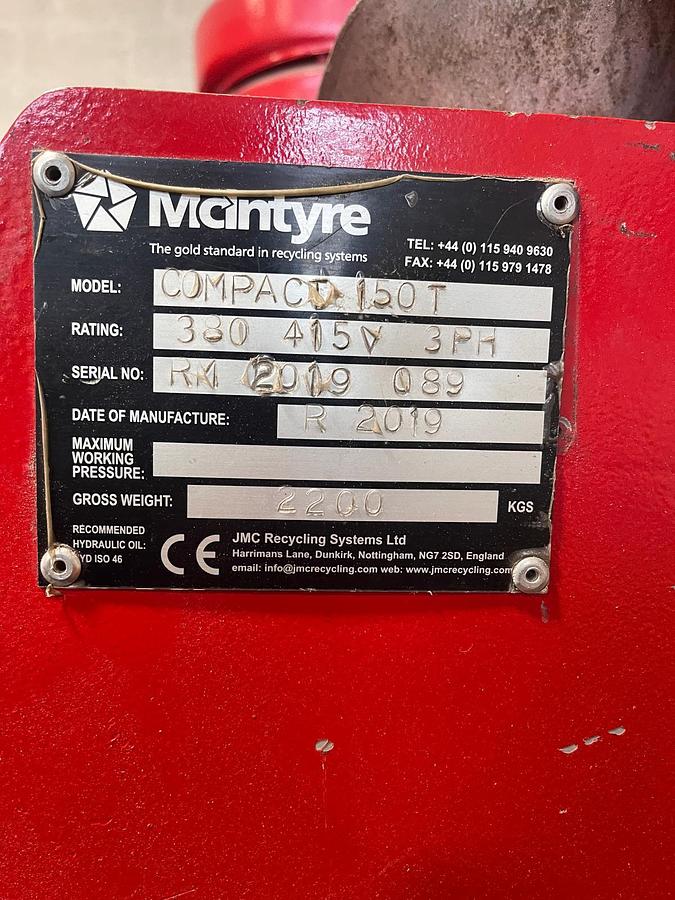 McIntyre
The gold standard in recycling systems
TEL: +44 (0) 115 940 9630
FAX: +44 (0) 115 979 1478
MODEL: COMPACT 150T
RATING: 380 415V 3PH
SERIAL NO: RM 2019 089
DATE OF MANUFACTURE: R 2019
MAXIMUM
WORKING
PRESSURE:
GROSS WEIGHT: 2200 KGS
RECOMMENDED
HYDRAULIC OIL:
YD ISO 46
CE
JMC Recycling Systems Ltd
Harrimans Lane, Dunkirk, Nottingham, NG7 2SD, England
email: info@jmcrecycling.com web: www.jmcrecycling.com